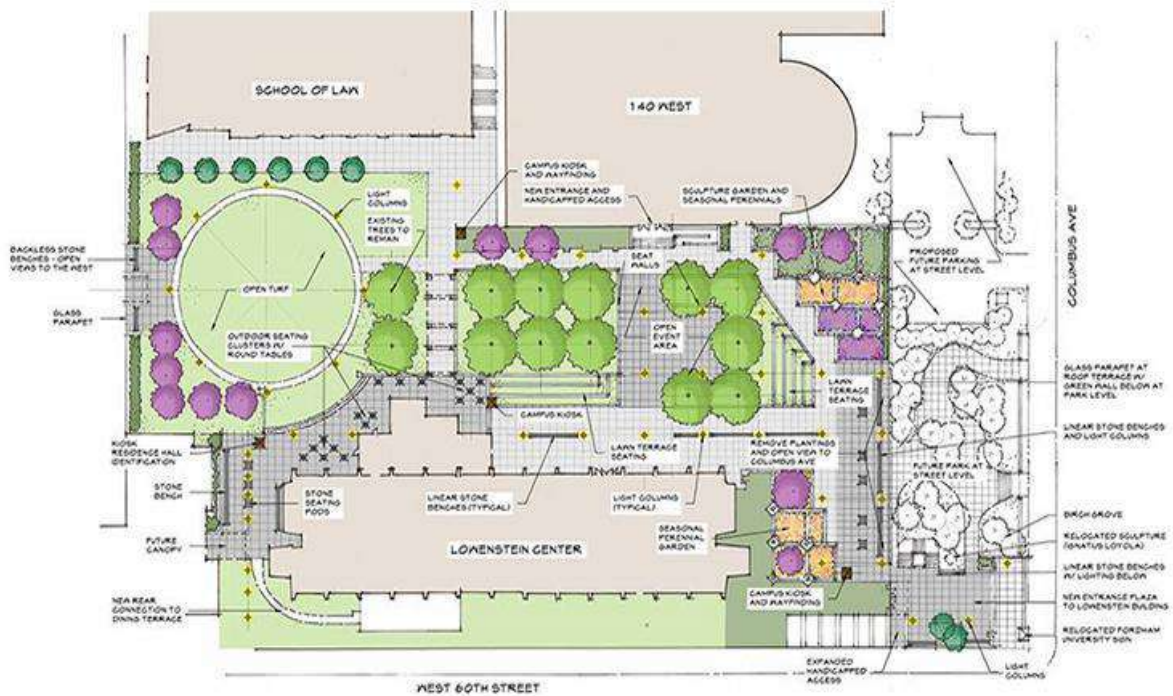 SCHOOL OF LAW
140 WEST
CAMPUS KIOSK
AND WAYFINDING
NEW ENTRANCE AND
HANDICAPPED ACCESS
SCULPTURE GARDEN AND
SEASONAL PERENNIALS
LIGHT
COLUMNS
EXISTING
TREES TO
REMAIN
BACKLESS STONE
BENCHES - OPEN
VIEWS TO THE WEST
OPEN TURF
GLASS
PARAPET
OUTDOOR SEATING
CLUSTERS W/
ROUND TABLES
SEAT
WALLS
OPEN
EVENT
AREA
PROPOSED
FUTURE PARKING
AT STREET LEVEL
COLUMBUS AVE
GLASS PARAPET AT
ROOF TERRACE W/
GREEN WALL BELOW AT
PARK LEVEL
LAWN
TERRACE
SEATING
CAMPUS KIOSK
LAWN TERRACE
SEATING
REMOVE PLANTINGS
AND OPEN VIEW TO
COLUMBUS AVE
LINEAR STONE BENCHES
AND LIGHT COLUMNS
FUTURE PARK AT
STREET LEVEL
KIOSK
RESIDENCE HALL
IDENTIFICATION
STONE
BENCH
STONE
SEATING
PODS
LINEAR STONE
BENCHES (TYPICAL)
LIGHT COLUMNS
(TYPICAL)
SEASONAL
PERENNIAL
GARDEN
BIRCH GROVE
RELOCATED SCULPTURE
(IGNATUS LOYOLA)
FUTURE
CANOPY
LOWENSTEIN CENTER
LINEAR STONE BENCHES
W/ LIGHTING BELOW
CAMPUS KIOSK
AND WAYFINDING
NEW ENTRANCE PLAZA
TO LOWENSTEIN BULDING
NEW REAR
CONNECTION TO
DINING TERRACE
RELOCATED FORDHAM
UNIVERSITY SIGN
EXPANDED
HANDICAPPED
ACCESS
LIGHT
COLUMNS
WEST 60TH STREET